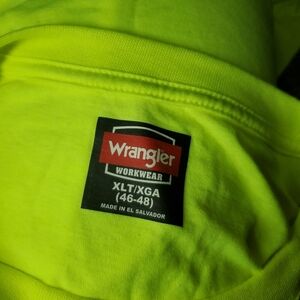 Wrangler
WORKWEAR
XLT/XGA
(46-48)
MADE IN EL SALVADOR